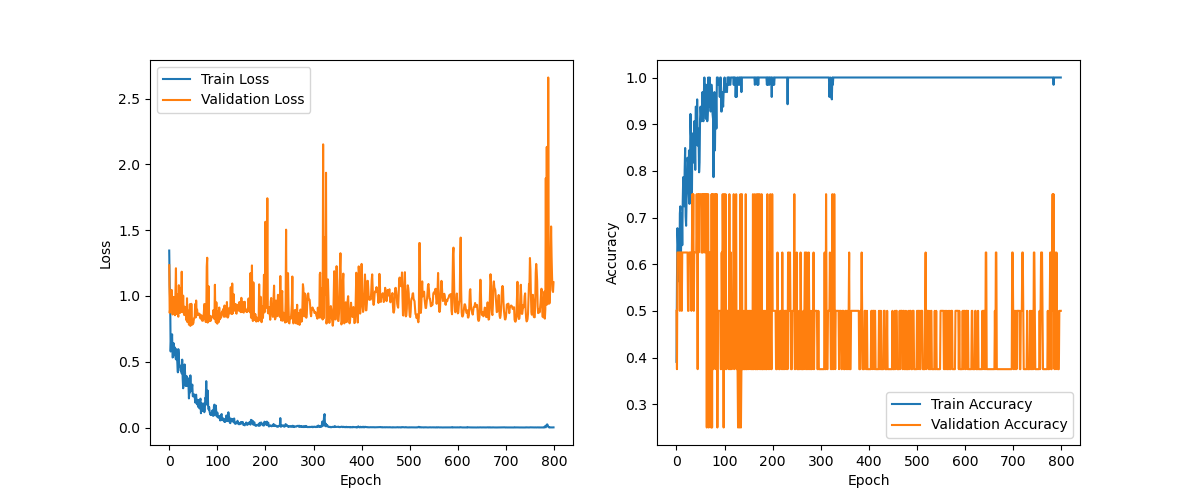 Train Loss
Validation Loss
2.5
2.0
1.5
1.0
0.5
0.0
Loss
0 100 200 300 400 500 600 700 800
Epoch
1.0
0.9
0.8
0.7
0.6
0.5
0.4
0.3
Accuracy
Train Accuracy
Validation Accuracy
0 100 200 300 400 500 600 700 800
Epoch